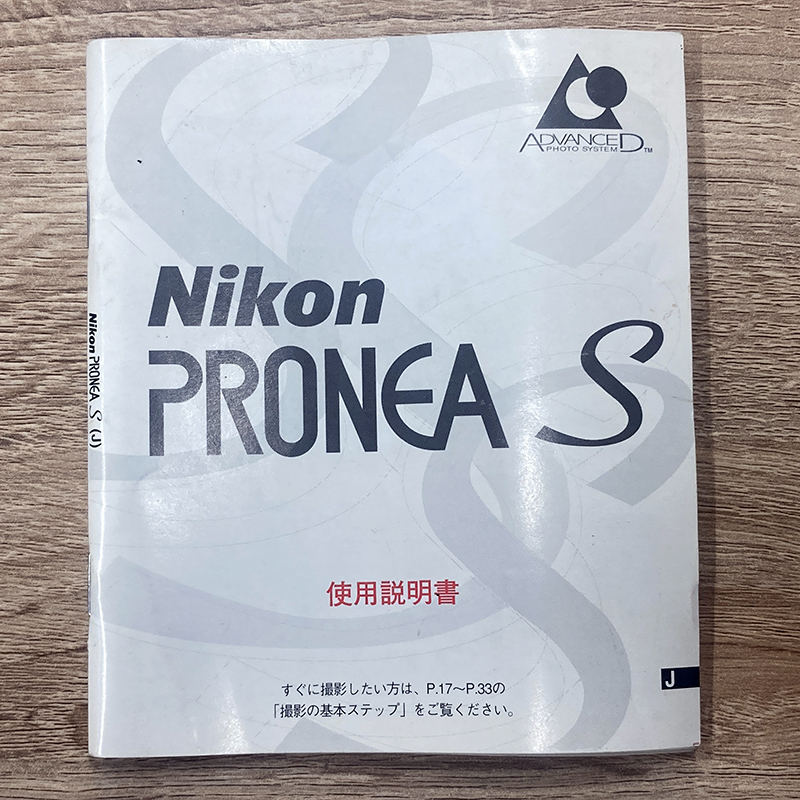 ADVANCED
PHOTO SYSTEM TM
Nikon
PRONEA S
Nikon PRONEA S (J)
使用説明書
J
すぐに撮影したい方は、P.17〜P.33の
「撮影の基本ステップ」をご覧ください。